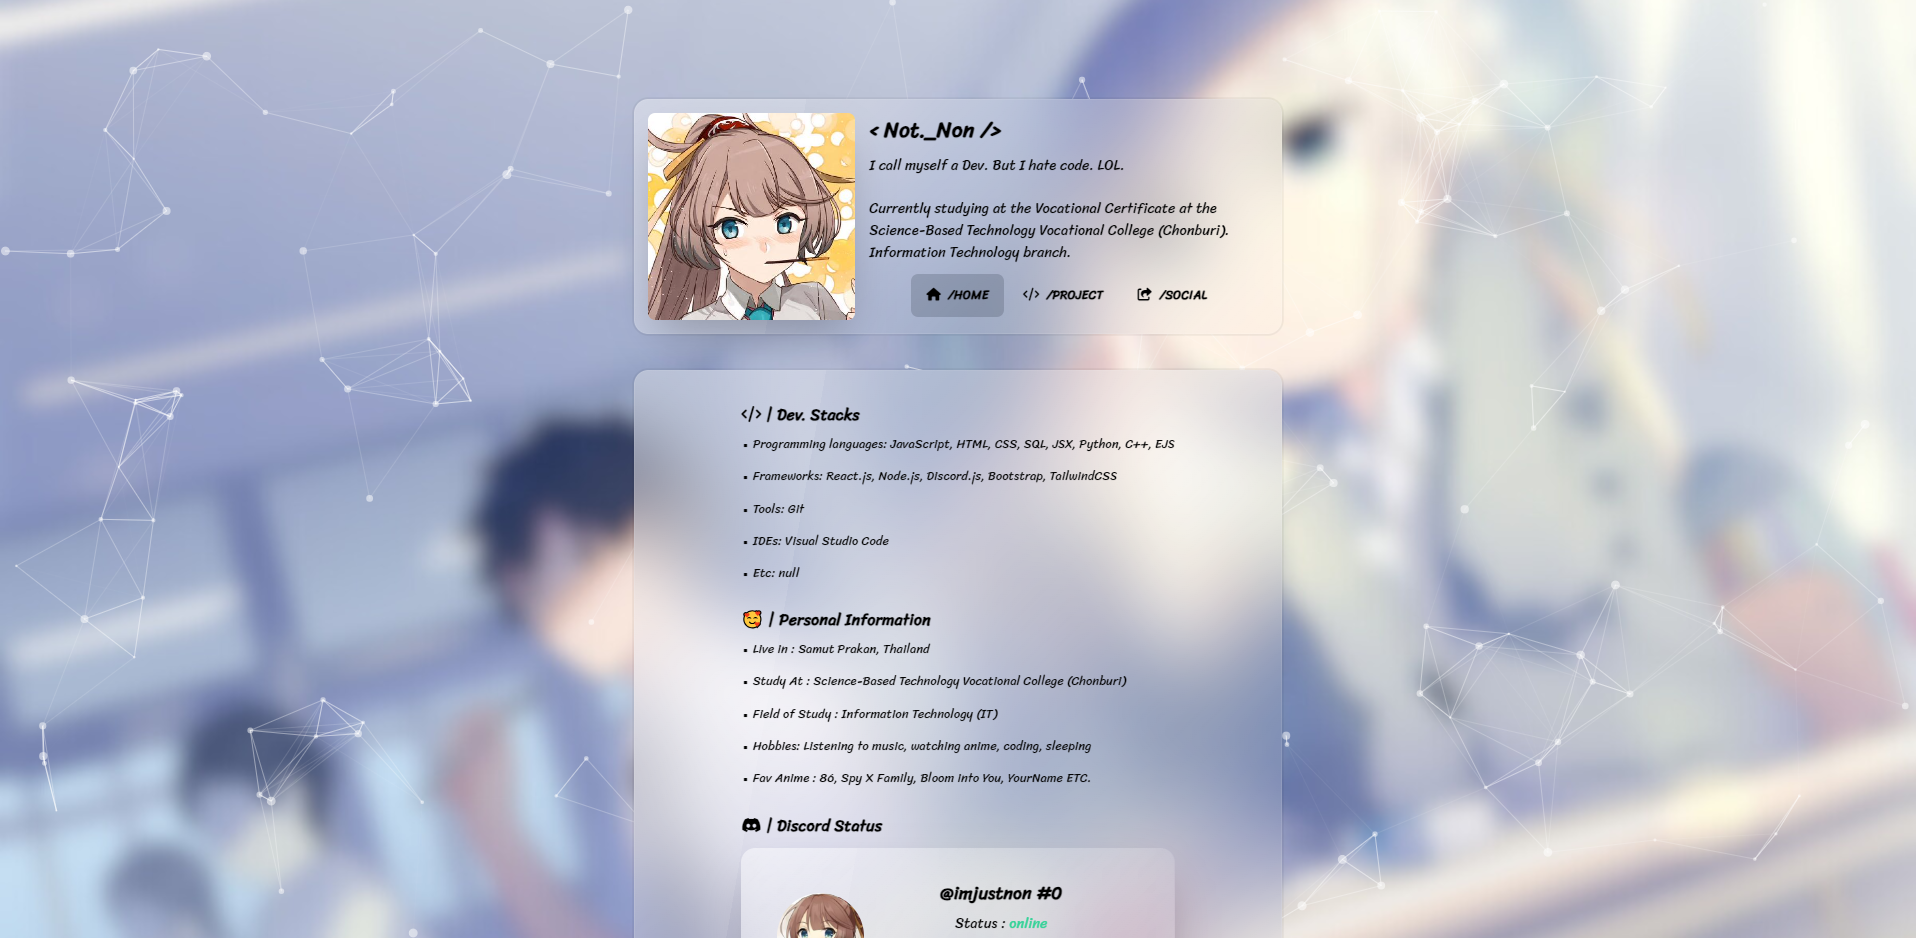 < Not._Non />
I call myself a Dev. But I hate code. LOL.
Currently studying at the Vocational Certificate at the
Science-Based Technology Vocational College (Chonburi).
Information Technology branch.
/HOME
/PROJECT
/SOCIAL
</> | Dev. Stacks
▪ Programming languages: JavaScript, HTML, CSS, SQL, JSX, Python, C++, EJS
▪ Frameworks: React.js, Node.js, Discord.js, Bootstrap, TailwindCSS
▪ Tools: Git
▪ IDEs: Visual Studio Code
▪ Etc: null
🥰 | Personal Information
▪ Live in : Samut Prakan, Thailand
▪ Study At : Science-Based Technology Vocational College (Chonburi)
▪ Field of Study : Information Technology (IT)
▪ Hobbies: Listening to music, watching anime, coding, sleeping
▪ Fav Anime : 86, Spy X Family, Bloom Into You, YourName ETC.
| Discord Status
@imjustnon #0
Status : online